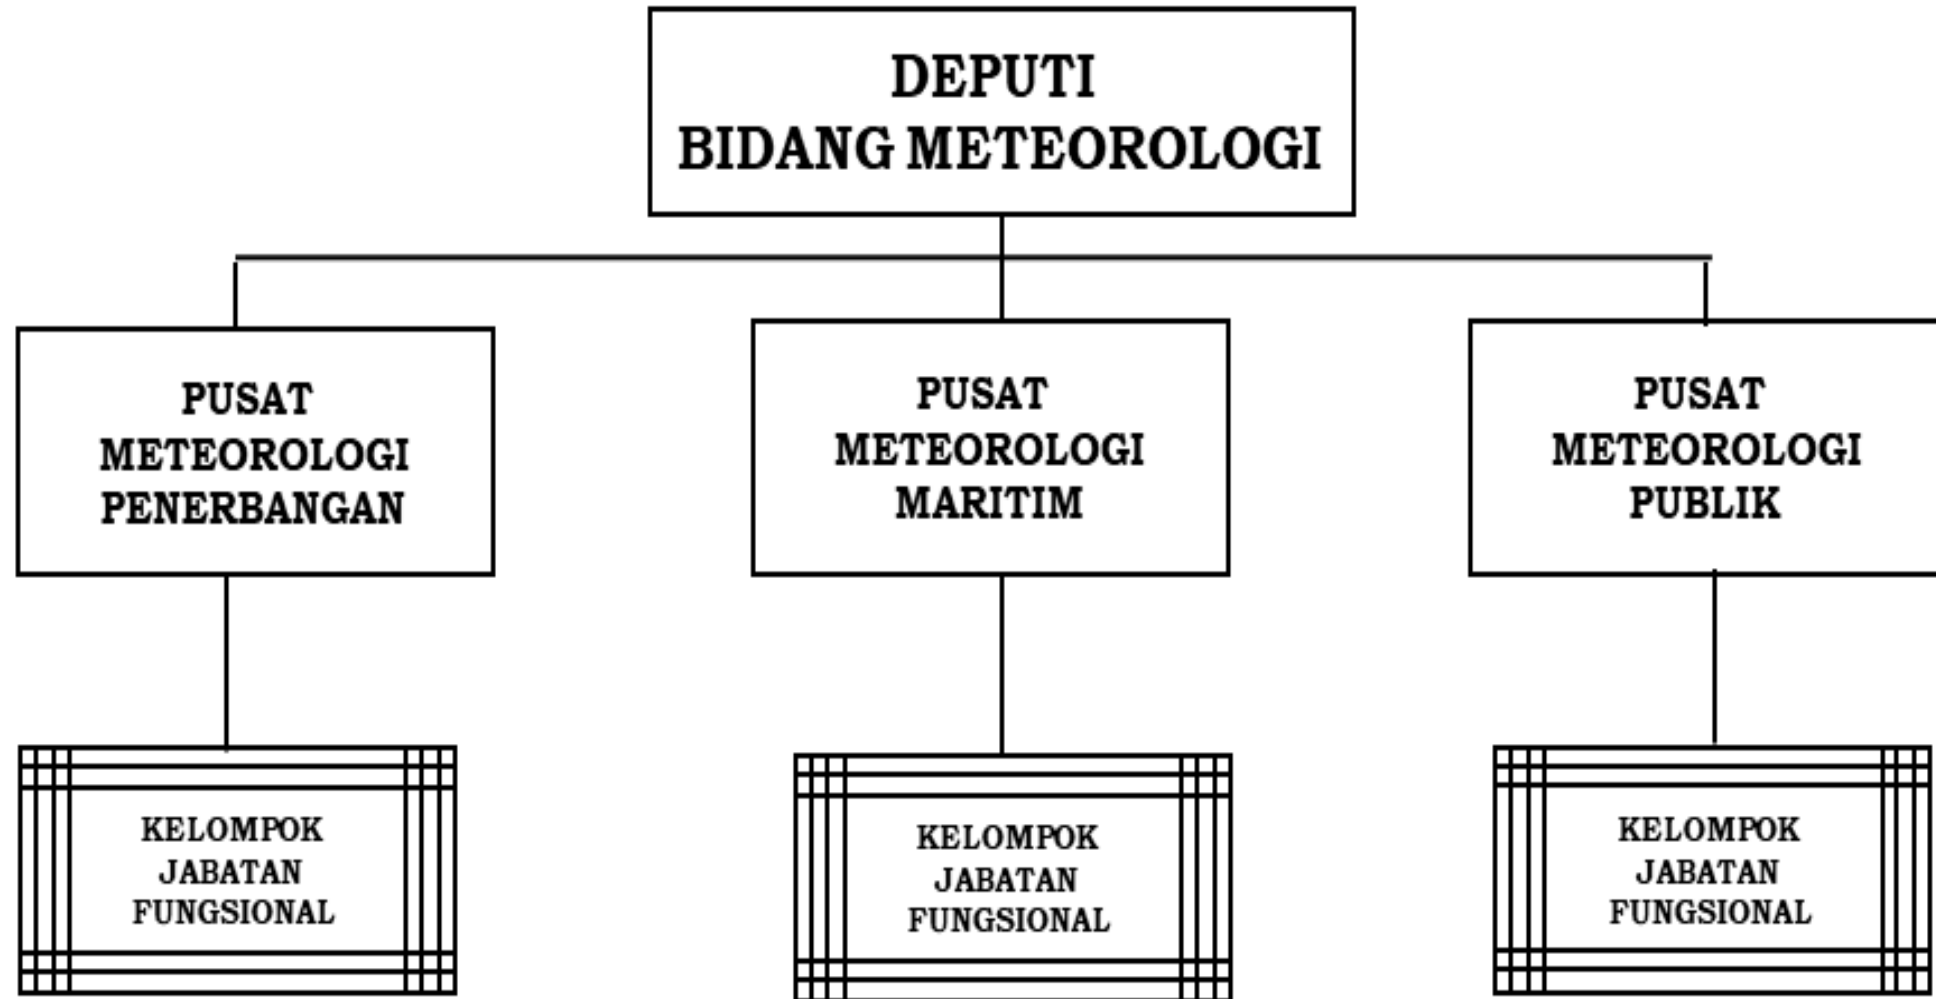 DEPUTI
BIDANG METEOROLOGI
PUSAT
METEOROLOGI
PENERBANGAN
PUSAT
METEOROLOGI
MARITIM
PUSAT
METEOROLOGI
PUBLIK
KELOMPOK
JABATAN
FUNGSIONAL
KELOMPOK
JABATAN
FUNGSIONAL
KELOMPOK
JABATAN
FUNGSIONAL